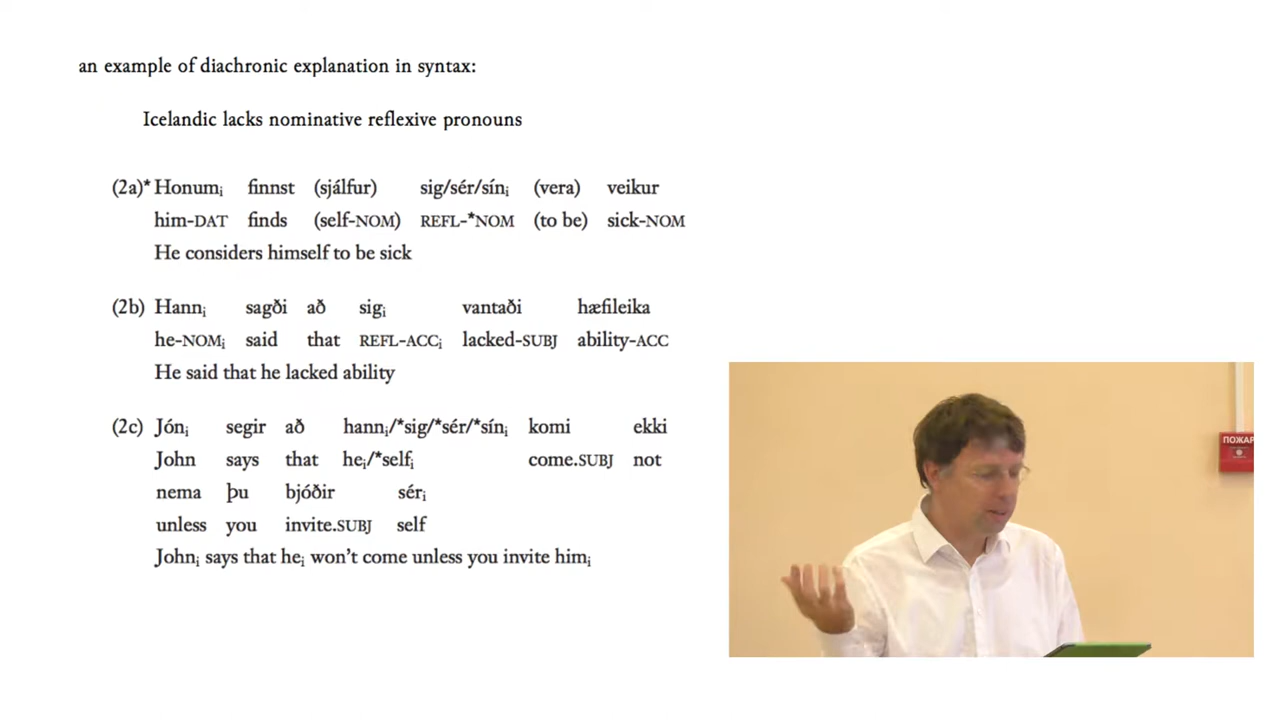 an example of diachronic explanation in syntax:
Icelandic lacks nominative reflexive pronouns
(2a)* Honumᵢ finnst (sjálfur) sig/sér/sínᵢ (vera) veikur
him-DAT finds (self-NOM) REFL-*NOM (to be) sick-NOM
He considers himself to be sick
(2b) Hannᵢ sagði að sigᵢ vantaði hæfileika
he-NOMᵢ said that REFL-ACCᵢ lacked-SUBJ ability-ACC
He said that he lacked ability
(2c) Jónᵢ segir að hannᵢ/*sig/*sér/*sínᵢ komi ekki
John says that heᵢ/*selfᵢ come.SUBJ not
nema þu bjóðir sérᵢ
unless you invite.SUBJ self
Johnᵢ says that heᵢ won't come unless you invite himᵢ
ПОЖАР